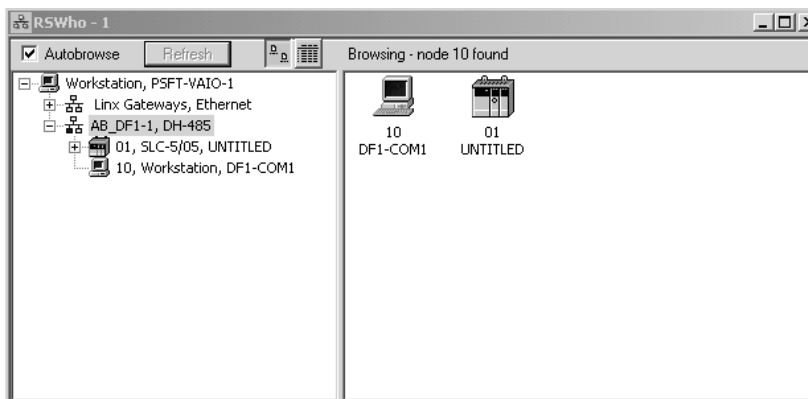 RSWho - 1
Autobrowse
Refresh
Browsing - node 10 found
Workstation, PSFT-VAIO-1
Linx Gateways, Ethernet
AB_DF1-1, DH-485
01, SLC-5/05, UNTITLED
10, Workstation, DF1-COM1
10
DF1-COM1
01
UNTITLED